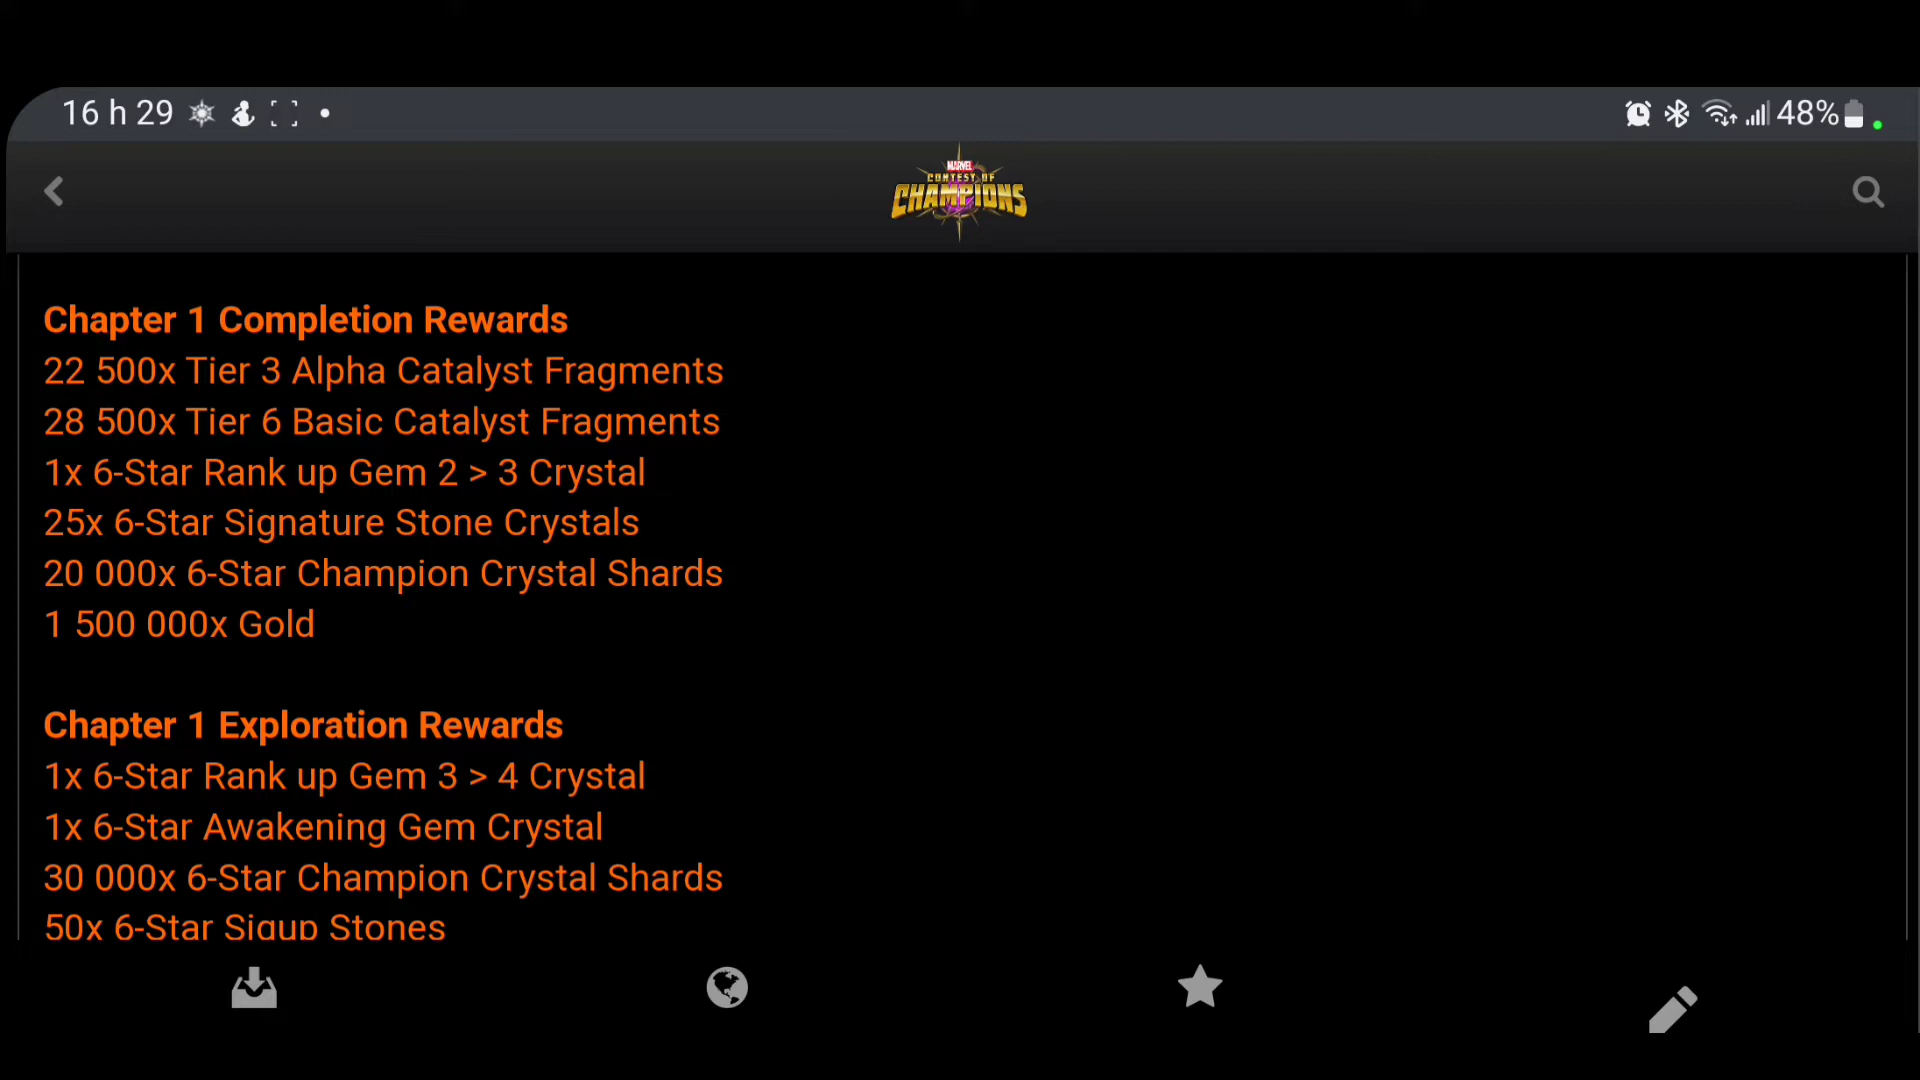 16 h 29
48%
MARVEL
CONTEST OF
CHAMPIONS
Chapter 1 Completion Rewards
22 500x Tier 3 Alpha Catalyst Fragments
28 500x Tier 6 Basic Catalyst Fragments
1x 6-Star Rank up Gem 2 > 3 Crystal
25x 6-Star Signature Stone Crystals
20 000x 6-Star Champion Crystal Shards
1 500 000x Gold
Chapter 1 Exploration Rewards
1x 6-Star Rank up Gem 3 > 4 Crystal
1x 6-Star Awakening Gem Crystal
30 000x 6-Star Champion Crystal Shards
50x 6-Star Sigup Stones